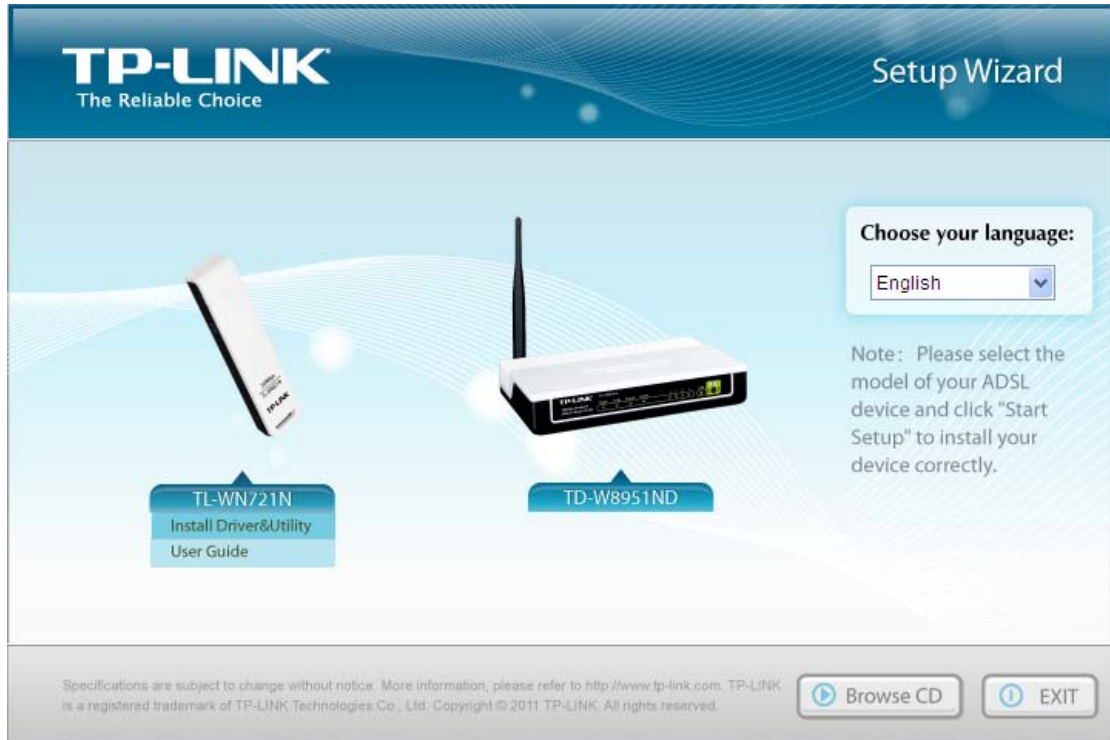 TP-LINK
The Reliable Choice
Setup Wizard
Choose your language:
English
Note: Please select the
model of your ADSL
device and click "Start
Setup" to install your
device correctly.
TP-LINK
TP-LINK
TL-WN721N
Install Driver&Utility
User Guide
TD-W8951ND
Specifications are subject to change without notice. More information, please refer to http://www.tp-link.com. TP-LINK
is a registered trademark of TP-LINK Technologies Co., Ltd. Copyright © 2011 TP-LINK. All rights reserved.
Browse CD
EXIT